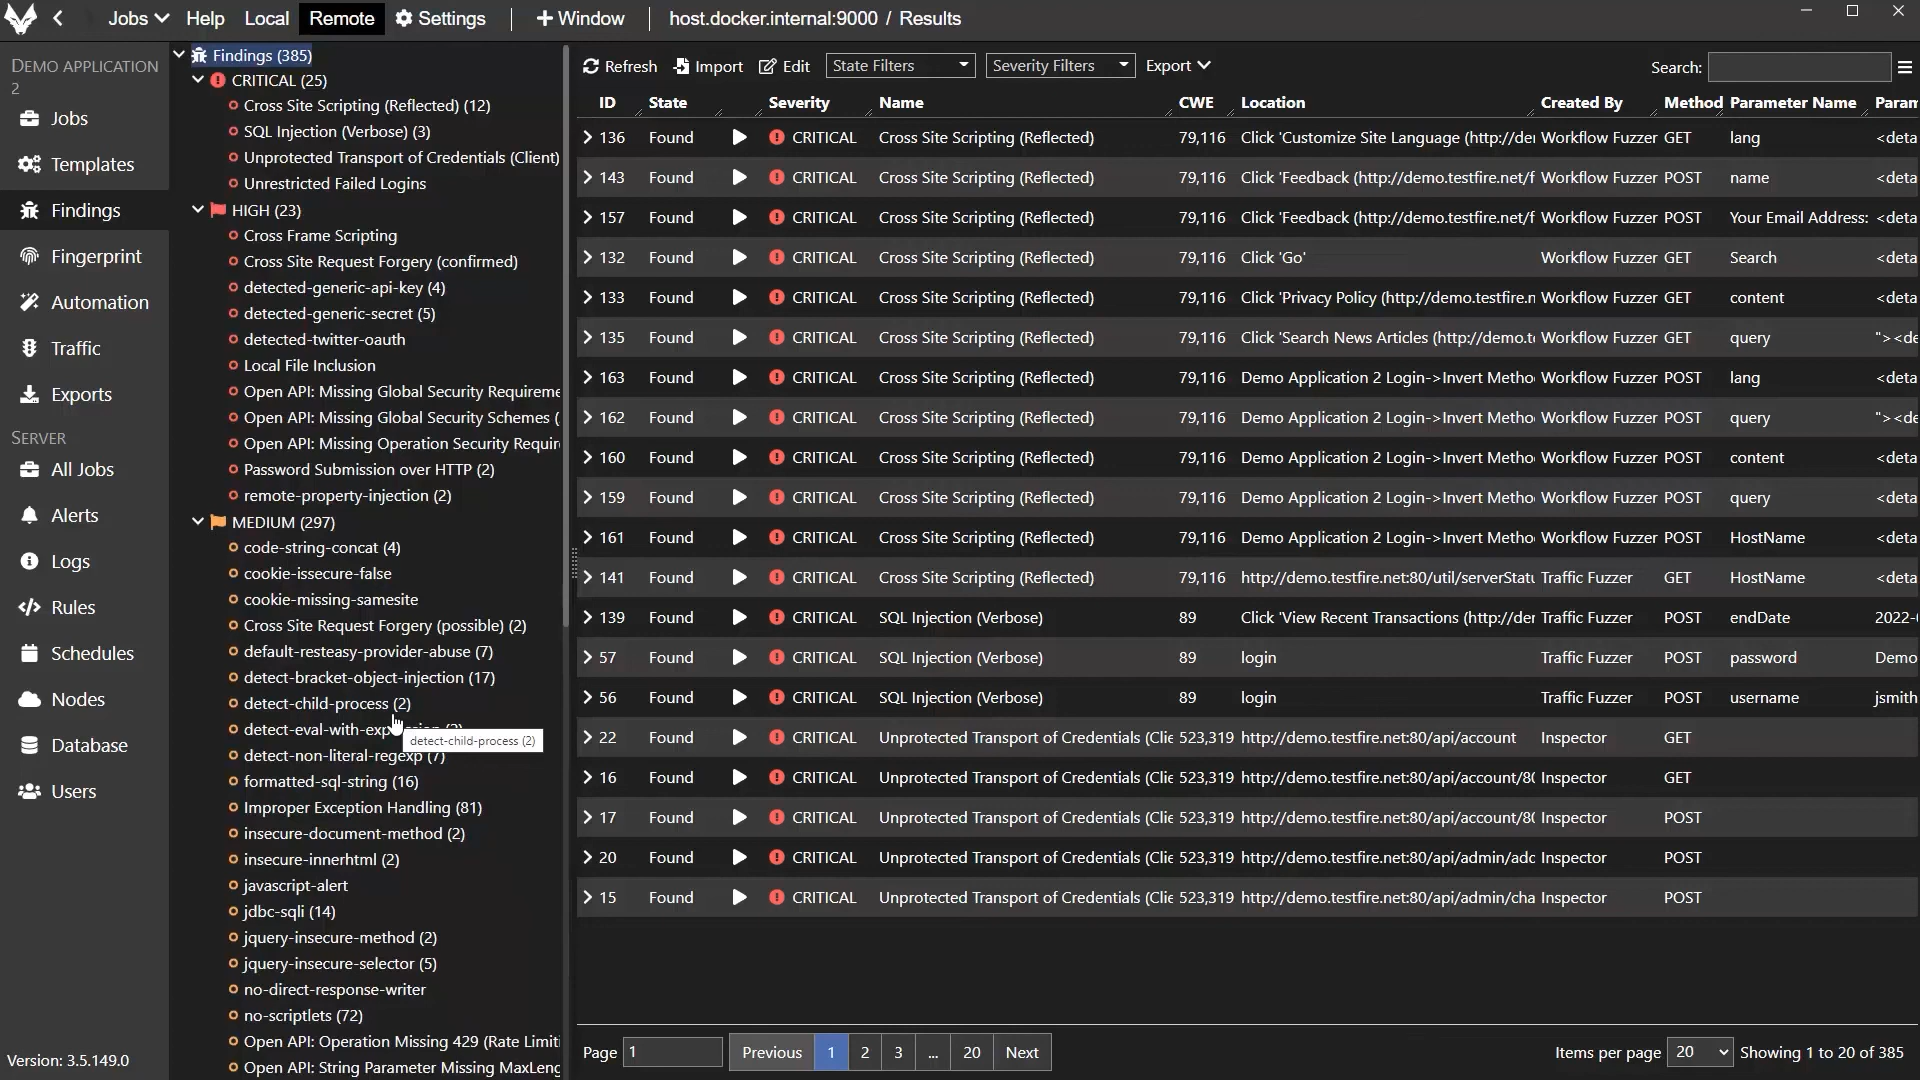 Jobs Help Local Remote Settings Window host.docker.internal:9000 / Results
DEMO APPLICATION
2
Jobs
Templates
Findings
Fingerprint
Automation
Traffic
Exports
SERVER
All Jobs
Alerts
Logs
Rules
Schedules
Nodes
Database
Users
Version: 3.5.149.0
Findings (385)
CRITICAL (25)
Cross Site Scripting (Reflected) (12)
SQL Injection (Verbose) (3)
Unprotected Transport of Credentials (Client)
Unrestricted Failed Logins
HIGH (23)
Cross Frame Scripting
Cross Site Request Forgery (confirmed)
detected-generic-api-key (4)
detected-generic-secret (5)
detected-twitter-oauth
Local File Inclusion
Open API: Missing Global Security Requireme
Open API: Missing Global Security Schemes (
Open API: Missing Operation Security Requir
Password Submission over HTTP (2)
remote-property-injection (2)
MEDIUM (297)
code-string-concat (4)
cookie-issecure-false
cookie-missing-samesite
Cross Site Request Forgery (possible) (2)
default-resteasy-provider-abuse (7)
detect-bracket-object-injection (17)
detect-child-process (2)
detect-eval-with-exp
detect-child-process (2)
detect-non-literal-regexp (7)
formatted-sql-string (16)
Improper Exception Handling (81)
insecure-document-method (2)
insecure-innerhtml (2)
javascript-alert
jdbc-sqli (14)
jquery-insecure-method (2)
jquery-insecure-selector (5)
no-direct-response-writer
no-scriptlets (72)
Open API: Operation Missing 429 (Rate Limiti
Open API: String Parameter Missing MaxLeng
Refresh Import Edit State Filters Severity Filters Export Search:
ID State Severity Name CWE Location Created By Method Parameter Name Param
136 Found CRITICAL Cross Site Scripting (Reflected) 79,116 Click 'Customize Site Language (http://der Workflow Fuzzer GET lang <deta
143 Found CRITICAL Cross Site Scripting (Reflected) 79,116 Click 'Feedback (http://demo.testfire.net/f Workflow Fuzzer POST name <deta
157 Found CRITICAL Cross Site Scripting (Reflected) 79,116 Click 'Feedback (http://demo.testfire.net/f Workflow Fuzzer POST Your Email Address: <deta
132 Found CRITICAL Cross Site Scripting (Reflected) 79,116 Click 'Go' Workflow Fuzzer GET Search <deta
133 Found CRITICAL Cross Site Scripting (Reflected) 79,116 Click 'Privacy Policy (http://demo.testfire.n Workflow Fuzzer GET content <deta
135 Found CRITICAL Cross Site Scripting (Reflected) 79,116 Click 'Search News Articles (http://demo.te Workflow Fuzzer GET query "><de
163 Found CRITICAL Cross Site Scripting (Reflected) 79,116 Demo Application 2 Login->Invert Metho Workflow Fuzzer POST lang <deta
162 Found CRITICAL Cross Site Scripting (Reflected) 79,116 Demo Application 2 Login->Invert Metho Workflow Fuzzer POST query "><de
160 Found CRITICAL Cross Site Scripting (Reflected) 79,116 Demo Application 2 Login->Invert Metho Workflow Fuzzer POST content <deta
159 Found CRITICAL Cross Site Scripting (Reflected) 79,116 Demo Application 2 Login->Invert Metho Workflow Fuzzer POST query <deta
161 Found CRITICAL Cross Site Scripting (Reflected) 79,116 Demo Application 2 Login->Invert Metho Workflow Fuzzer POST HostName <deta
141 Found CRITICAL Cross Site Scripting (Reflected) 79,116 http://demo.testfire.net:80/util/serverStatu Traffic Fuzzer GET HostName <deta
139 Found CRITICAL SQL Injection (Verbose) 89 Click 'View Recent Transactions (http://der Traffic Fuzzer POST endDate 2022-
57 Found CRITICAL SQL Injection (Verbose) 89 login Traffic Fuzzer POST password Demo
56 Found CRITICAL SQL Injection (Verbose) 89 login Traffic Fuzzer POST username jsmith
22 Found CRITICAL Unprotected Transport of Credentials (Clie 523,319 http://demo.testfire.net:80/api/account Inspector GET
16 Found CRITICAL Unprotected Transport of Credentials (Clie 523,319 http://demo.testfire.net:80/api/account/80 Inspector GET
17 Found CRITICAL Unprotected Transport of Credentials (Clie 523,319 http://demo.testfire.net:80/api/account/80 Inspector POST
20 Found CRITICAL Unprotected Transport of Credentials (Clie 523,319 http://demo.testfire.net:80/api/admin/adc Inspector POST
15 Found CRITICAL Unprotected Transport of Credentials (Clie 523,319 http://demo.testfire.net:80/api/admin/cha Inspector POST
Page 1 Previous 1 2 3 ... 20 Next Items per page 20 Showing 1 to 20 of 385